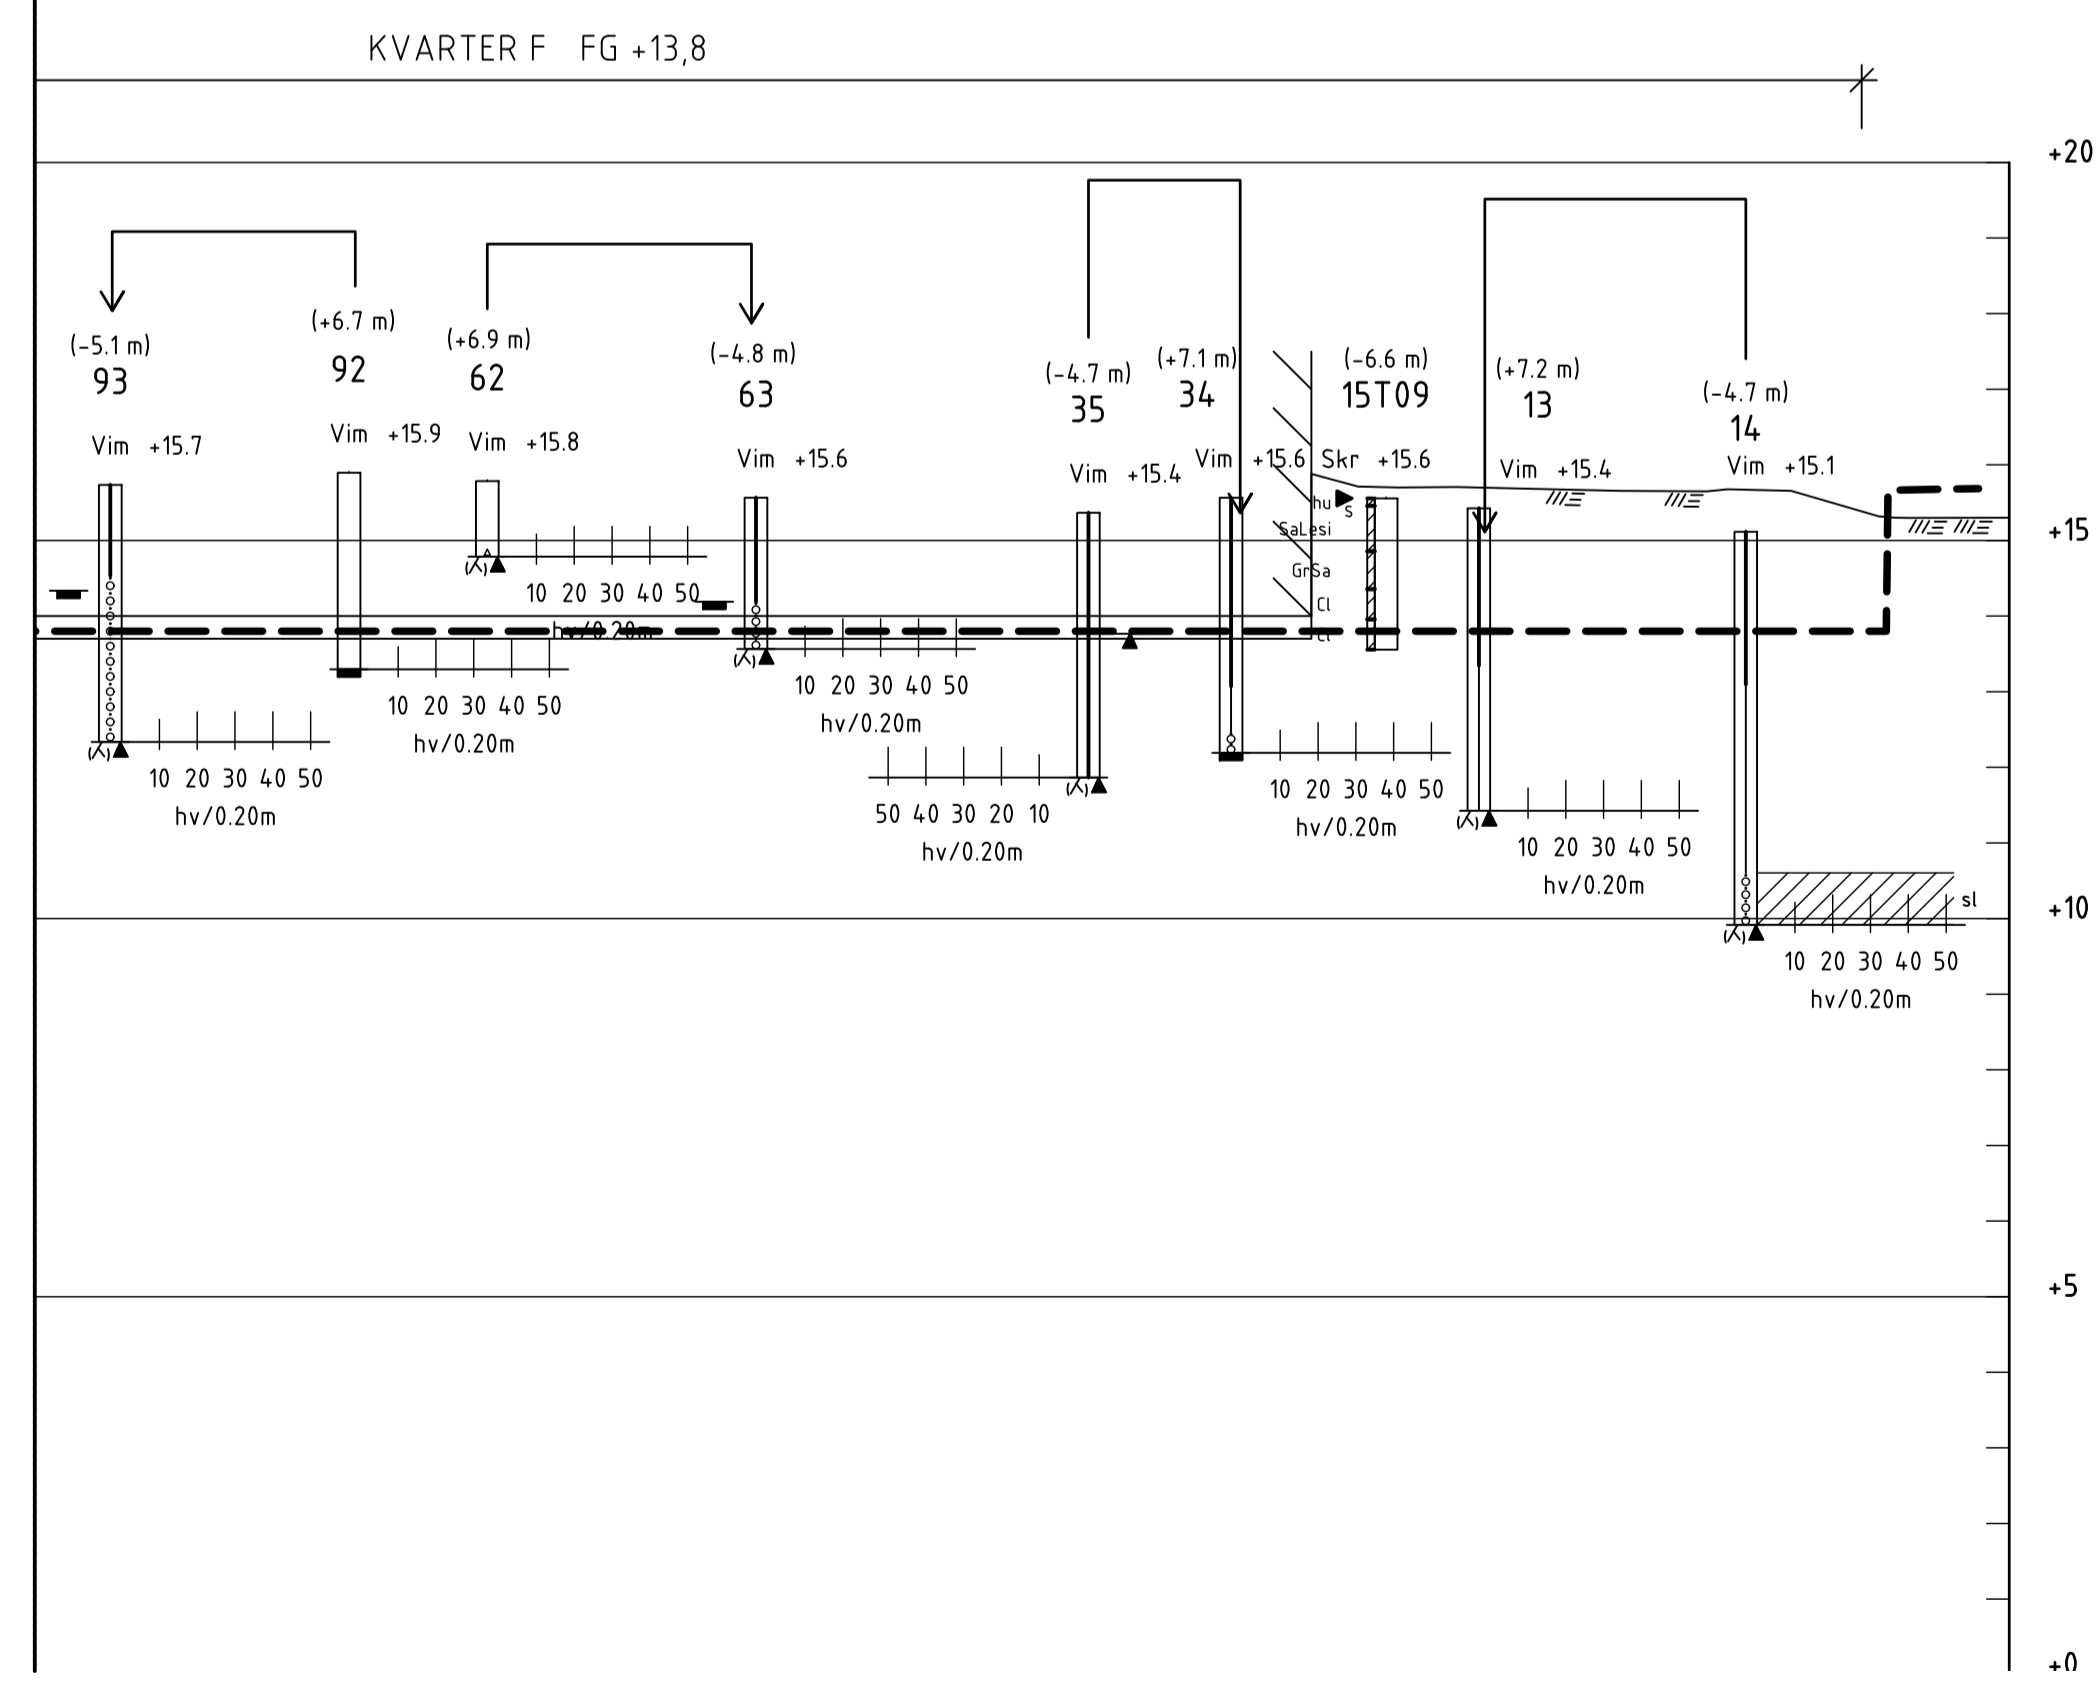 KVARTER F FG +13,8
+20
(+6.7 m)
92
(-5.1 m)
93
(+6.9 m)
62
(-4.8 m)
63
(-4.7 m)
35
(+7.1 m)
34
(-6.6 m)
15T09
(+7.2 m)
13
(-4.7 m)
14
Vim +15.7
Vim +15.9
Vim +15.8
Vim +15.6
Vim +15.4
Vim +15.6
Skr +15.6
Vim +15.4
Vim +15.1
hu
s
SaLesi
GrSa
Cl
Cl
+15
10 20 30 40 50
hv/0.20m
10 20 30 40 50
hv/0.20m
10 20 30 40 50
hv/0.20m
10 20 30 40 50
hv/0.20m
50 40 30 20 10
hv/0.20m
10 20 30 40 50
hv/0.20m
10 20 30 40 50
hv/0.20m
sl
+10
10 20 30 40 50
hv/0.20m
+5
+0